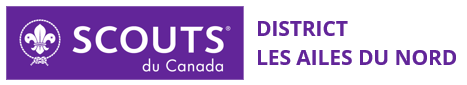 SCOUTS®
du Canada
DISTRICT
LES AILES DU NORD